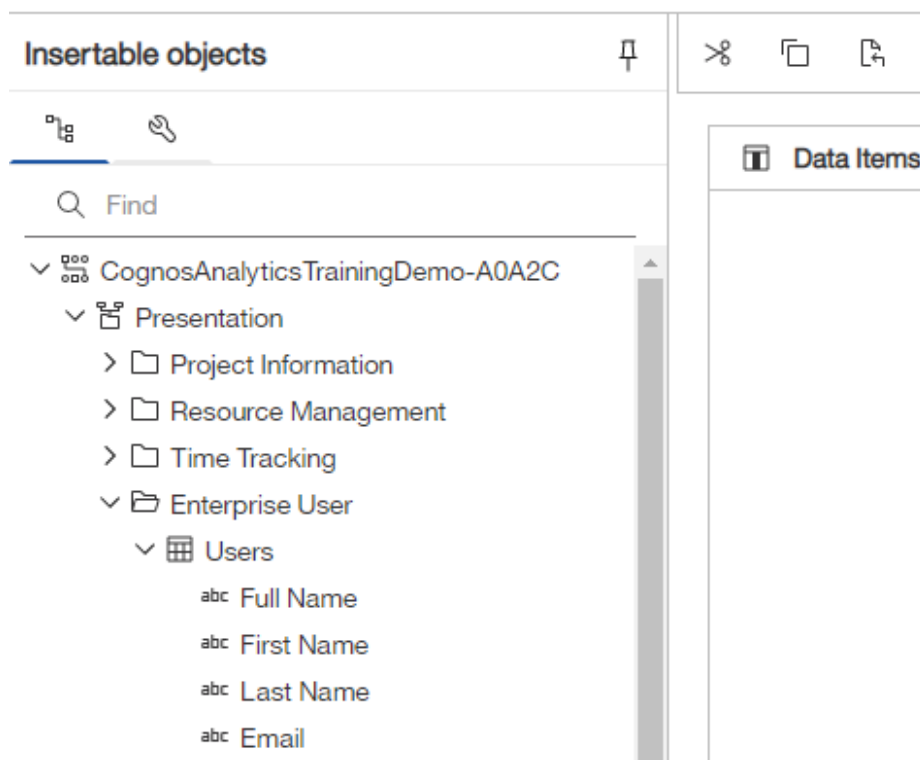 Insertable objects
Data Items
Find
CognosAnalyticsTrainingDemo-A0A2C
Presentation
Project Information
Resource Management
Time Tracking
Enterprise User
Users
abc Full Name
abc First Name
abc Last Name
abc Email